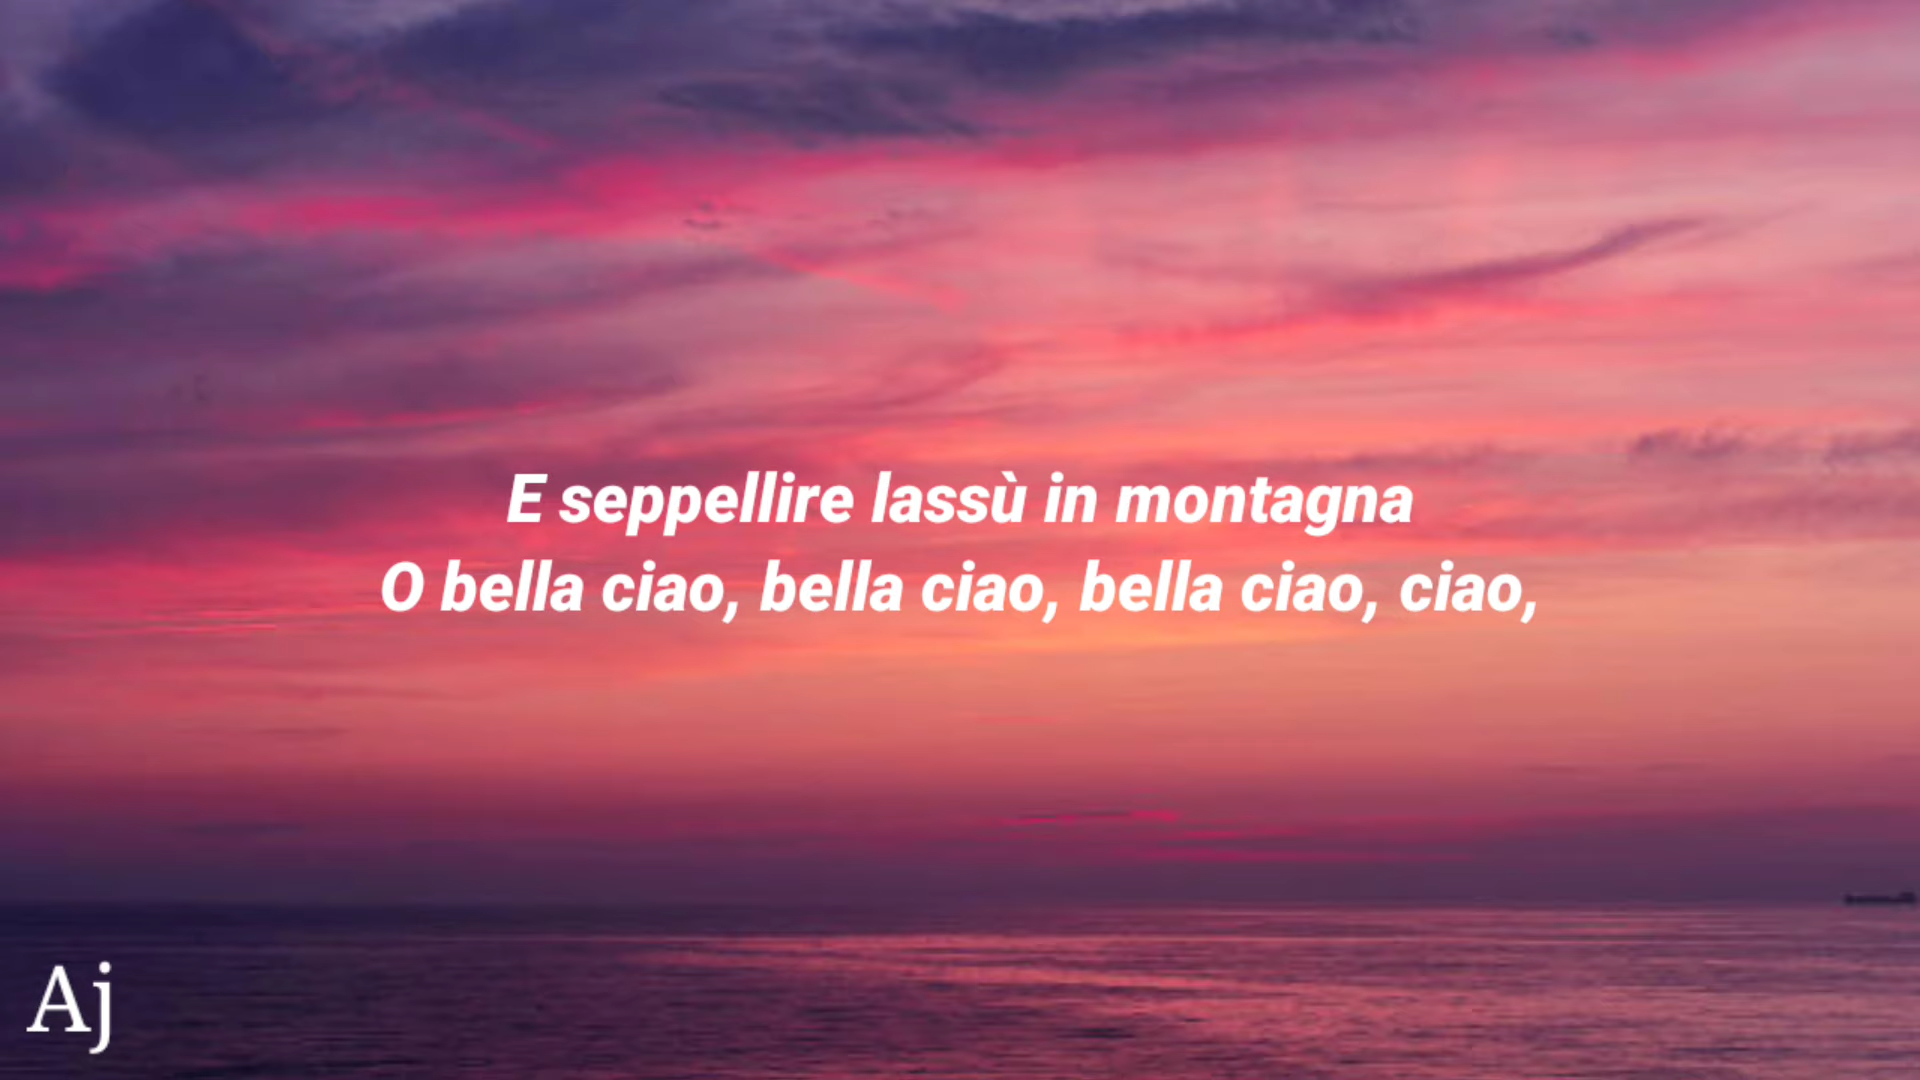 E seppellire lassù in montagna
O bella ciao, bella ciao, bella ciao, ciao,
Aj